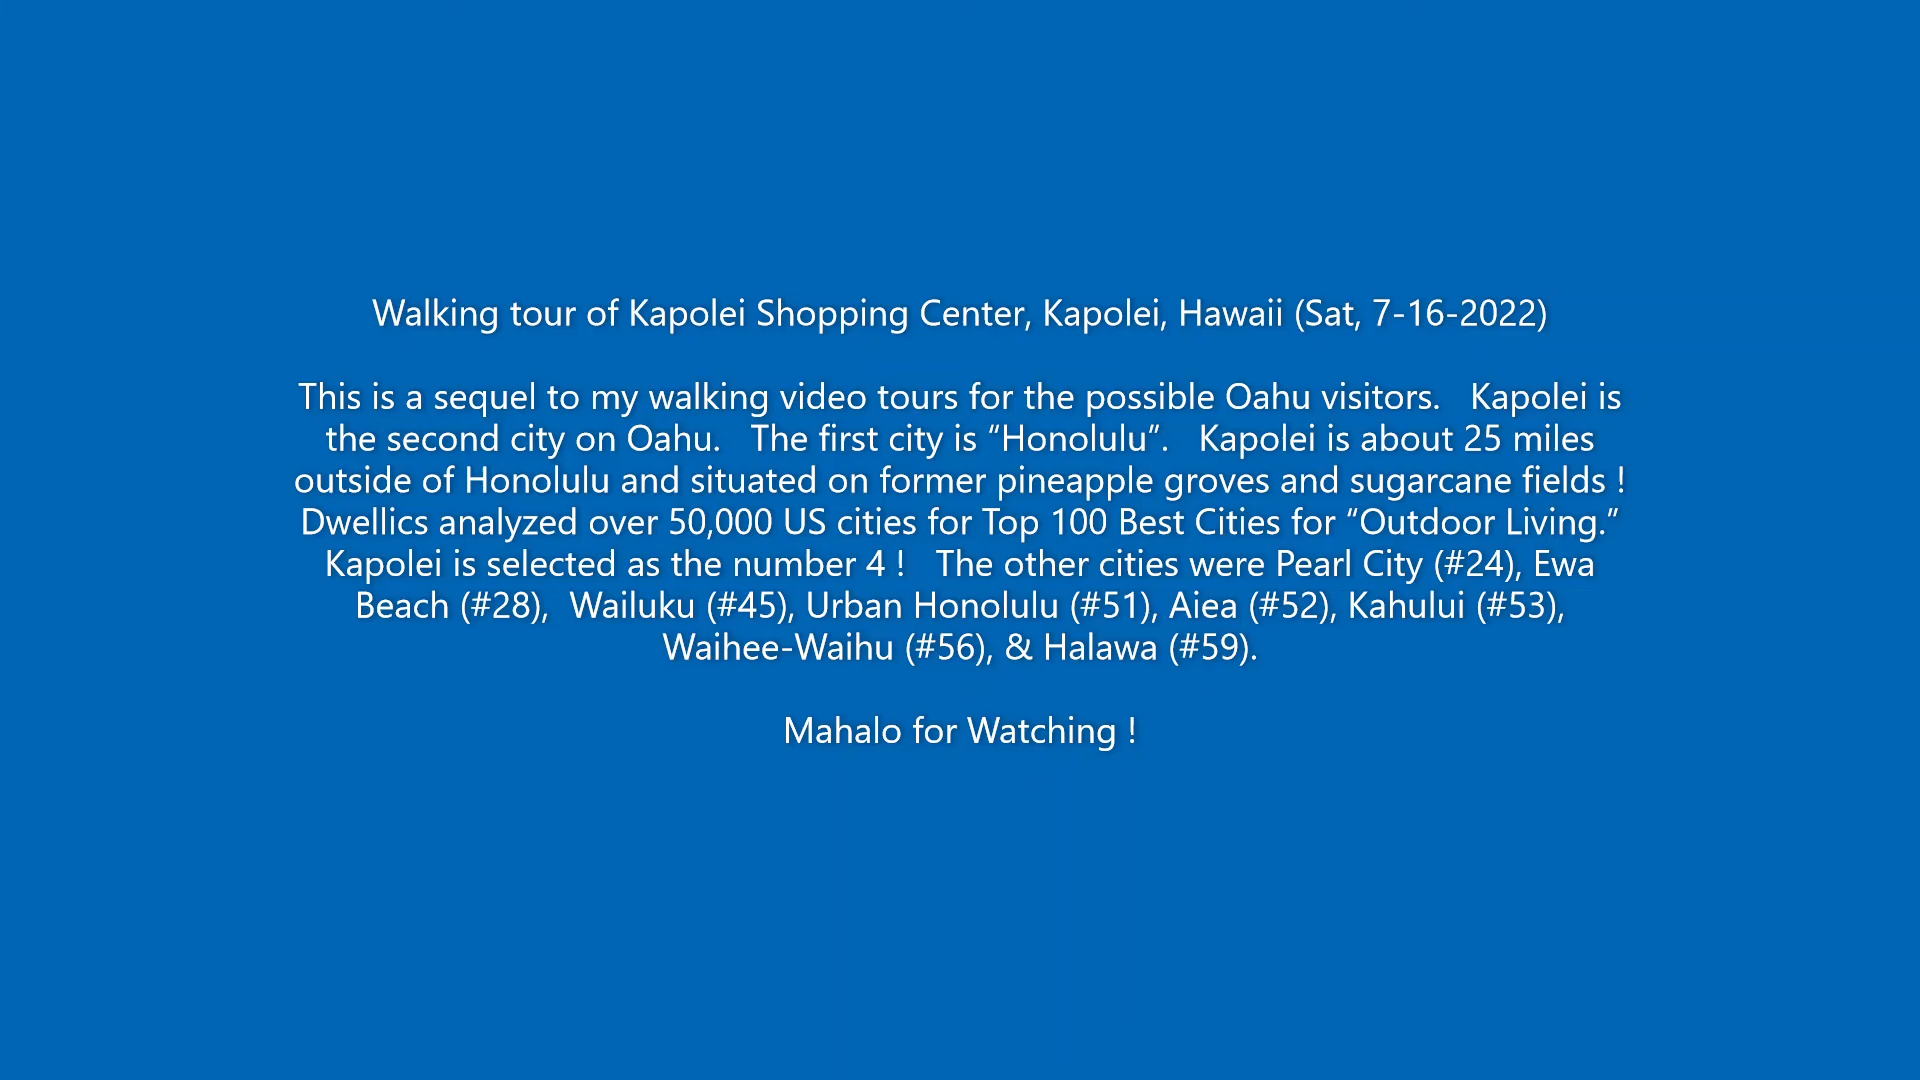 Walking tour of Kapolei Shopping Center, Kapolei, Hawaii (Sat, 7-16-2022)
This is a sequel to my walking video tours for the possible Oahu visitors.   Kapolei is
the second city on Oahu.   The first city is “Honolulu”.   Kapolei is about 25 miles
outside of Honolulu and situated on former pineapple groves and sugarcane fields !
Dwellics analyzed over 50,000 US cities for Top 100 Best Cities for “Outdoor Living.”
Kapolei is selected as the number 4 !   The other cities were Pearl City (#24), Ewa
Beach (#28),  Wailuku (#45), Urban Honolulu (#51), Aiea (#52), Kahului (#53),
Waihee-Waihu (#56), & Halawa (#59).
Mahalo for Watching !